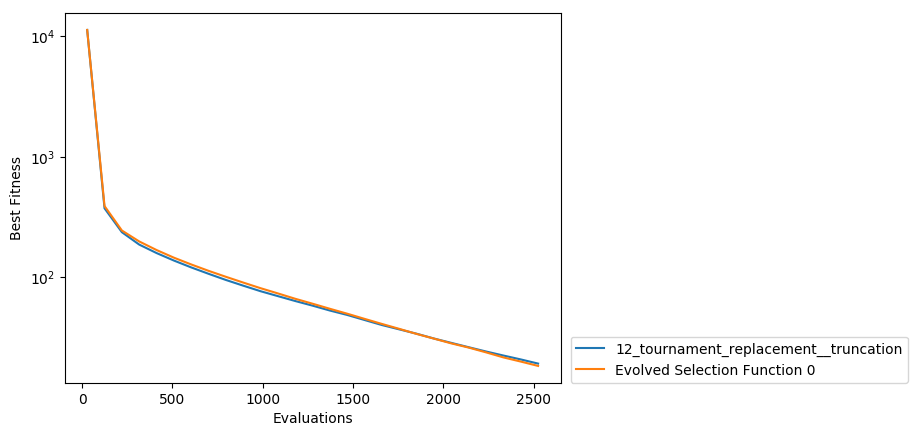 10^4
10^3
10^2
Best Fitness
0 500 1000 1500 2000 2500
Evaluations
12_tournament_replacement__truncation
Evolved Selection Function 0